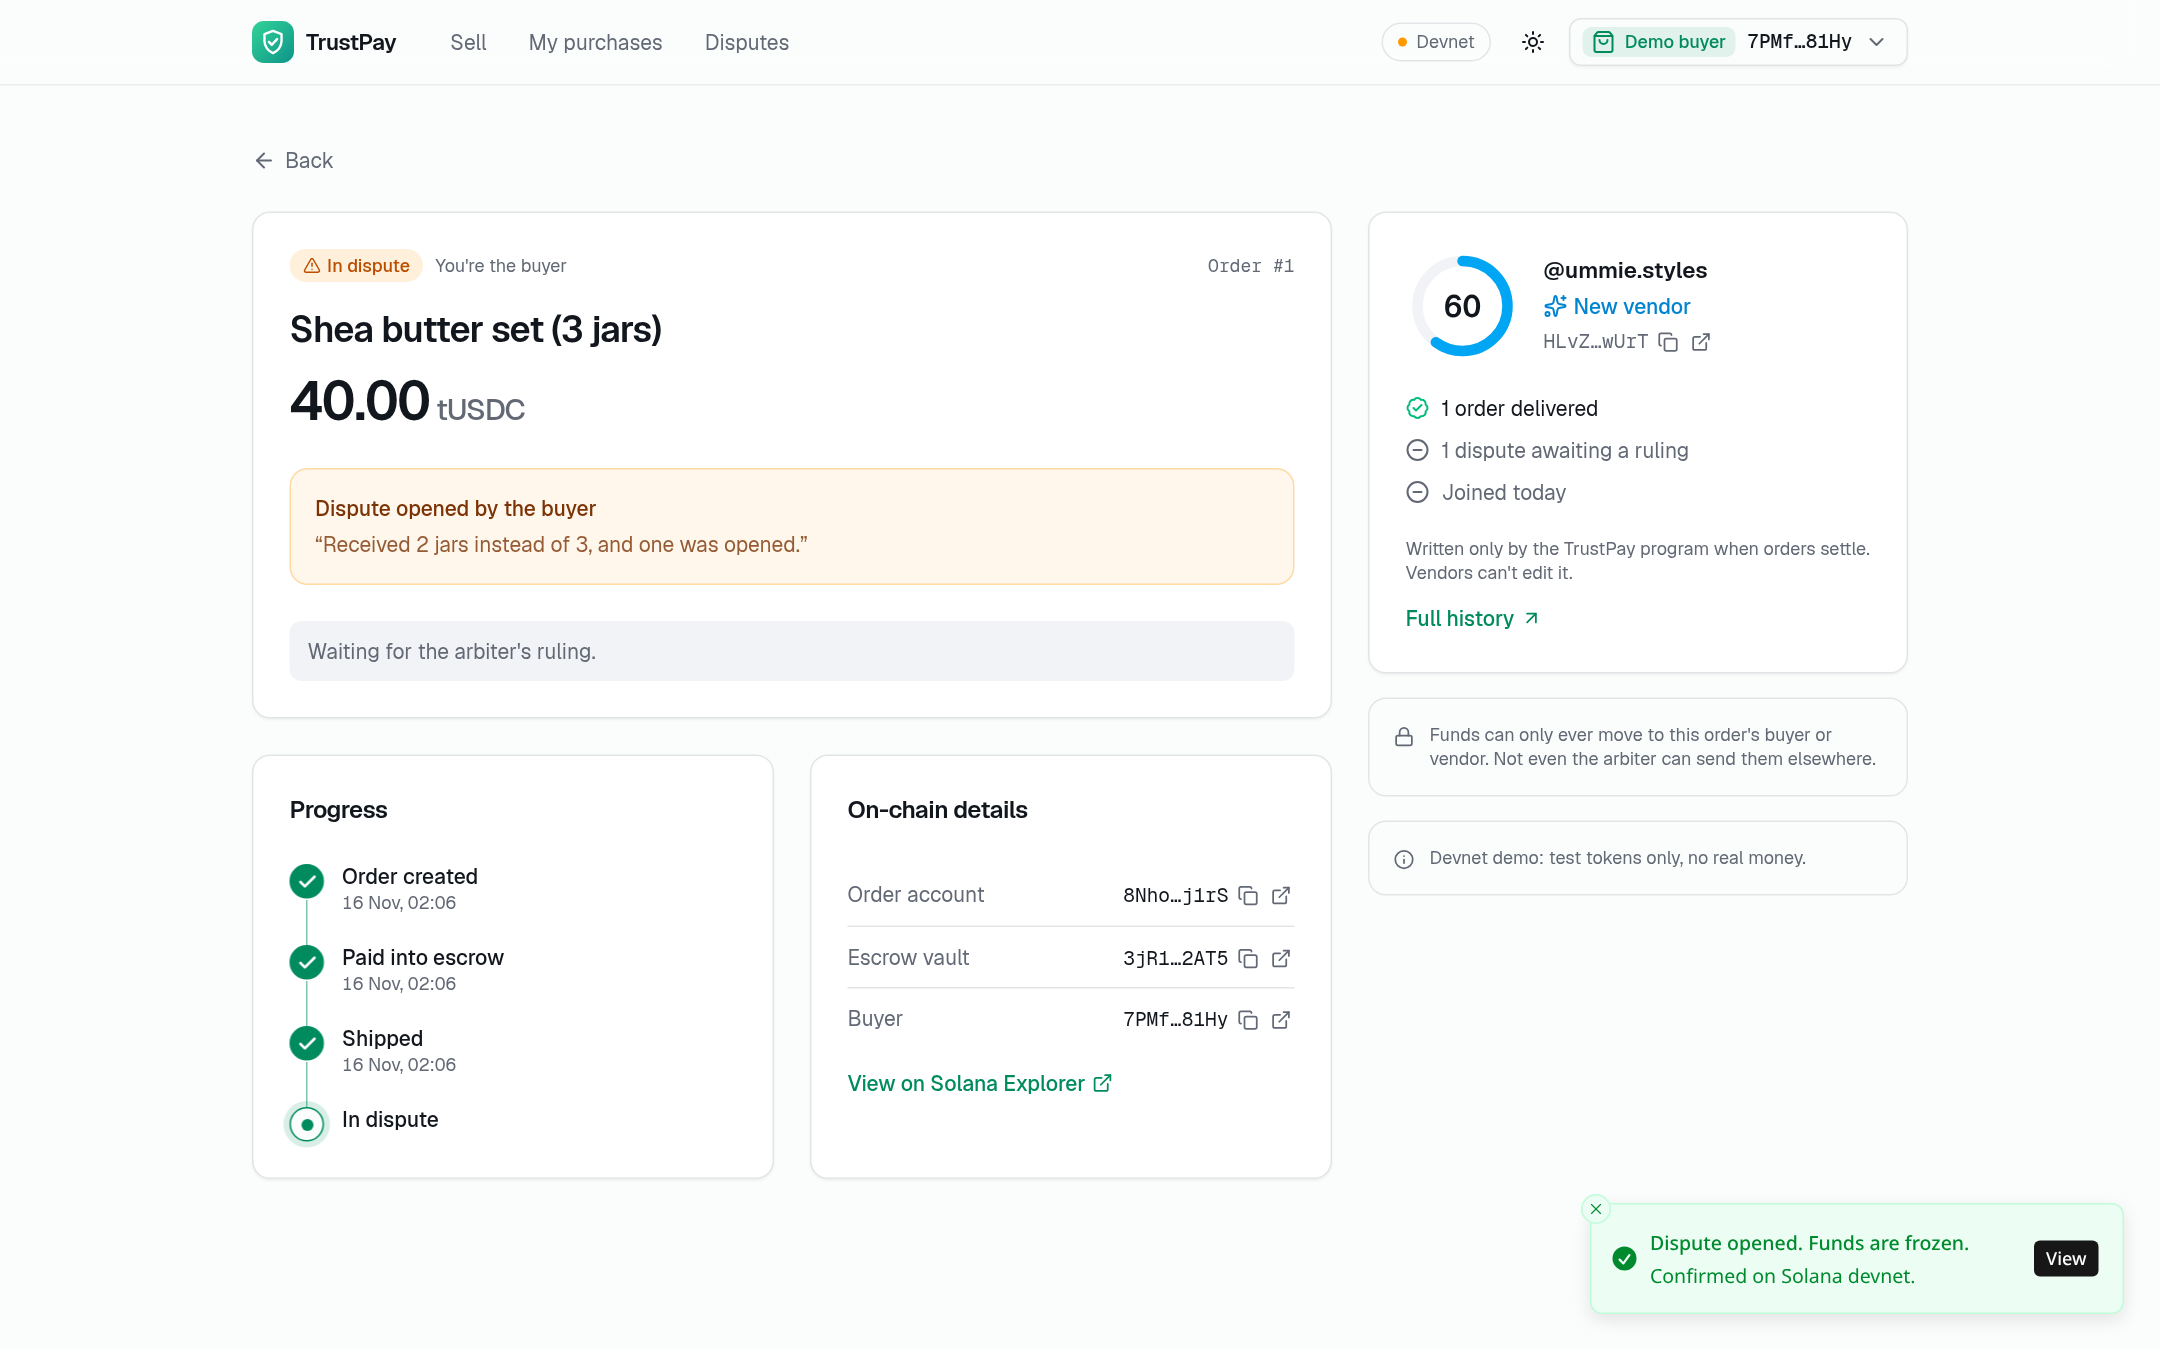 TrustPay
Sell
My purchases
Disputes
Devnet
Demo buyer
7PMf…81Hy
Back
In dispute
You're the buyer
Order #1
Shea butter set (3 jars)
40.00 tUSDC
Dispute opened by the buyer
“Received 2 jars instead of 3, and one was opened.”
Waiting for the arbiter's ruling.
Progress
Order created
16 Nov, 02:06
Paid into escrow
16 Nov, 02:06
Shipped
16 Nov, 02:06
In dispute
On-chain details
Order account
8Nho…j1rS
Escrow vault
3jR1…2AT5
Buyer
7PMf…81Hy
View on Solana Explorer
60
@ummie.styles
New vendor
HLvZ…wUrT
1 order delivered
1 dispute awaiting a ruling
Joined today
Written only by the TrustPay program when orders settle.
Vendors can't edit it.
Full history
Funds can only ever move to this order's buyer or
vendor. Not even the arbiter can send them elsewhere.
Devnet demo: test tokens only, no real money.
Dispute opened. Funds are frozen.
Confirmed on Solana devnet.
View